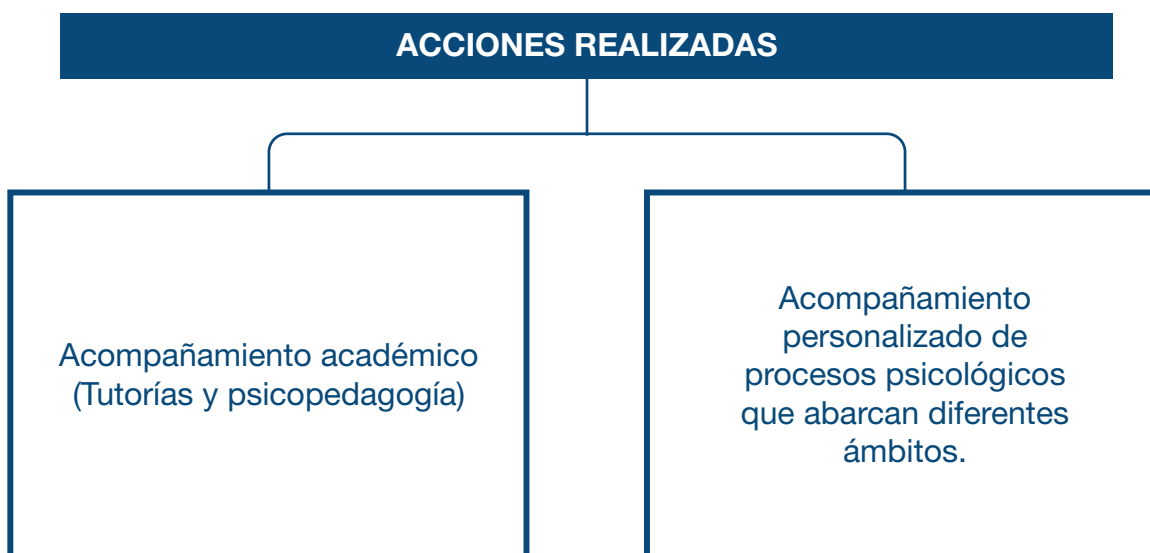 ACCIONES REALIZADAS
Acompañamiento académico
(Tutorías y psicopedagogía)
Acompañamiento
personalizado de
procesos psicológicos
que abarcan diferentes
ámbitos.